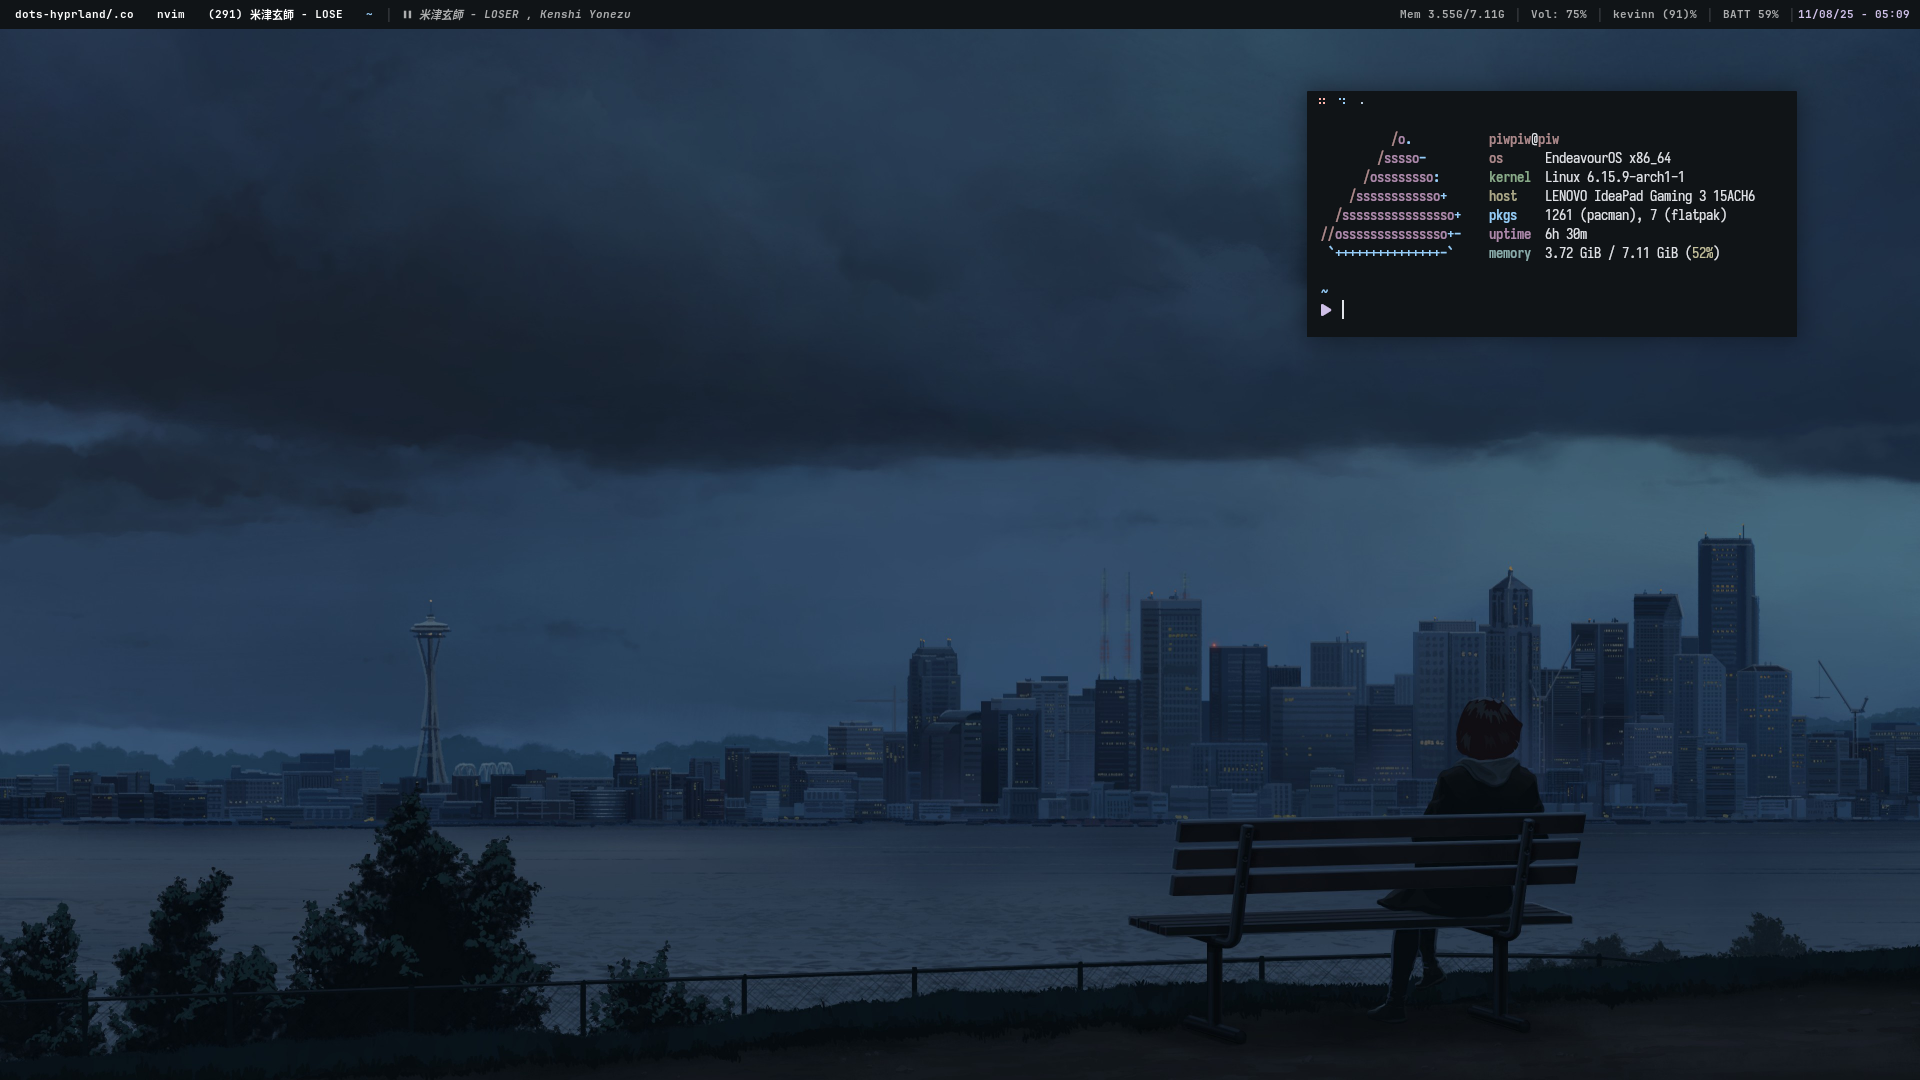 dots-hyprland/.co nvim (291) 米津玄師 - LOSE ~ 米津玄師 - LOSER , Kenshi Yonezu Mem 3.55G/7.11G Vol: 75% kevinn (91)% BATT 59% 11/08/25 - 05:09
/o. piwpiw@piw
/sssso- os EndeavourOS x86_64
/osssssssso: kernel Linux 6.15.9-arch1-1
/ssssssssssso+ host LENOVO IdeaPad Gaming 3 15ACH6
/ssssssssssssssso+ pkgs 1261 (pacman), 7 (flatpak)
//osssssssssssssso+- uptime 6h 30m
`+++++++++++++++-` memory 3.72 GiB / 7.11 GiB (52%)
~